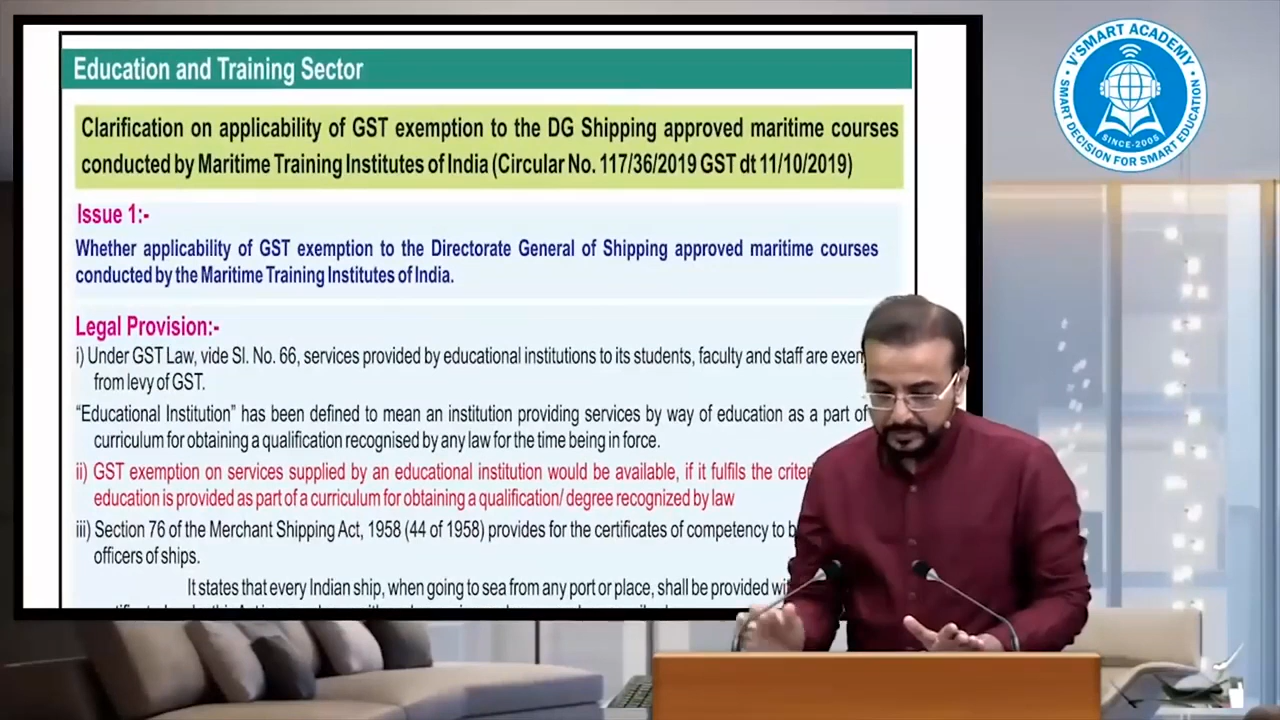 Education and Training Sector
Clarification on applicability of GST exemption to the DG Shipping approved maritime courses
conducted by Maritime Training Institutes of India (Circular No. 117/36/2019 GST dt 11/10/2019)
Issue 1:-
Whether applicability of GST exemption to the Directorate General of Shipping approved maritime courses
conducted by the Maritime Training Institutes of India.
Legal Provision:-
i) Under GST Law, vide Sl. No. 66, services provided by educational institutions to its students, faculty and staff are
from levy of GST.
“Educational Institution” has been defined to mean an institution providing services by way of education as a part of
curriculum for obtaining a qualification recognised by any law for the time being in force.
ii) GST exemption on services supplied by an educational institution would be available, if it fulfils the
education is provided as part of a curriculum for obtaining a qualification/ degree recognized by law
iii) Section 76 of the Merchant Shipping Act, 1958 (44 of 1958) provides for the certificates of competency to
officers of ships.
It states that every Indian ship, when going to sea from any port or place, shall be provided
V'SMART ACADEMY
SMART DECISION FOR SMART EDUCATION
SINCE-2005